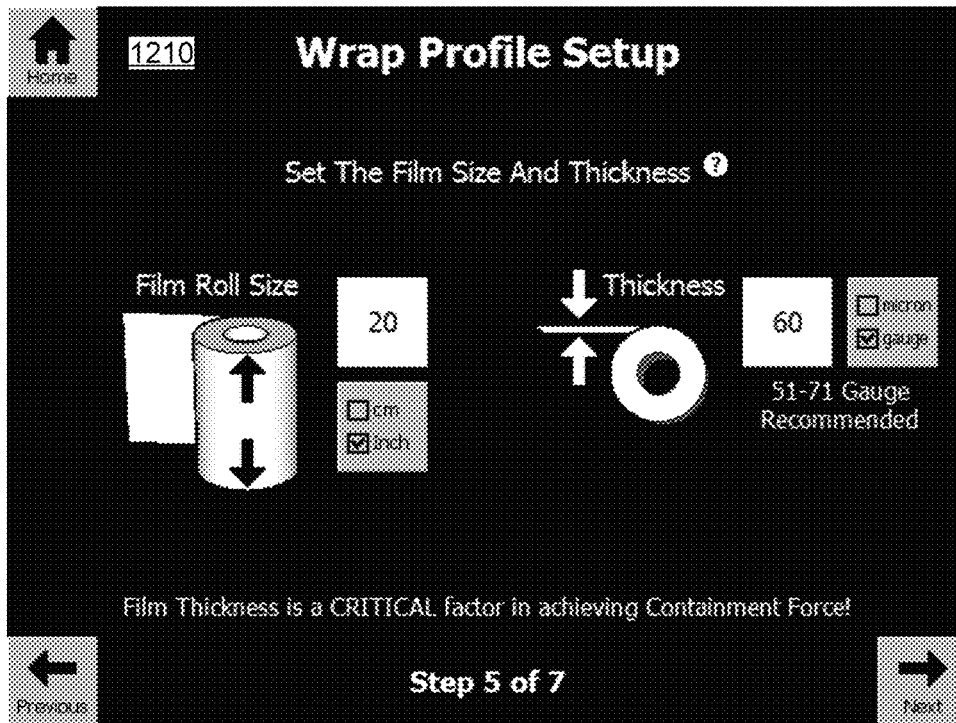 Home
1210
Wrap Profile Setup
Set The Film Size And Thickness ?
Film Roll Size
20
cm
inch
Thickness
60
micron
gauge
51-71 Gauge
Recommended
Film Thickness is a CRITICAL factor in achieving Containment Force!
Previous
Step 5 of 7
Next